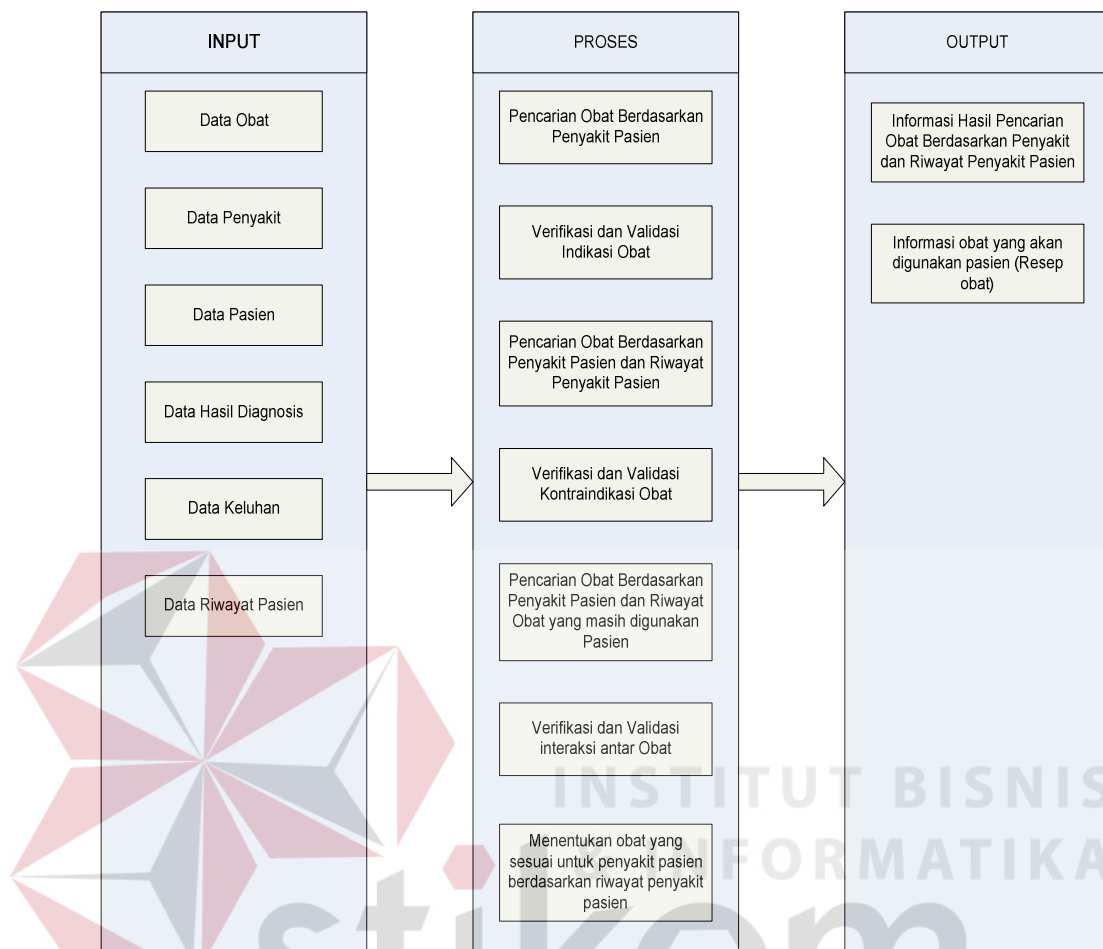 INPUT
Data Obat
Data Penyakit
Data Pasien
Data Hasil Diagnosis
Data Keluhan
Data Riwayat Pasien
PROSES
Pencarian Obat Berdasarkan
Penyakit Pasien
Verifikasi dan Validasi
Indikasi Obat
Pencarian Obat Berdasarkan
Penyakit Pasien dan Riwayat
Penyakit Pasien
Verifikasi dan Validasi
Kontraindikasi Obat
Pencarian Obat Berdasarkan
Penyakit Pasien dan Riwayat
Obat yang masih digunakan
Pasien
Verifikasi dan Validasi
interaksi antar Obat
Menentukan obat yang
sesuai untuk penyakit pasien
berdasarkan riwayat penyakit
pasien
OUTPUT
Informasi Hasil Pencarian
Obat Berdasarkan Penyakit
dan Riwayat Penyakit Pasien
Informasi obat yang akan
digunakan pasien (Resep
obat)
INSTITUT BISNIS
& INFORMATIKA
stikom